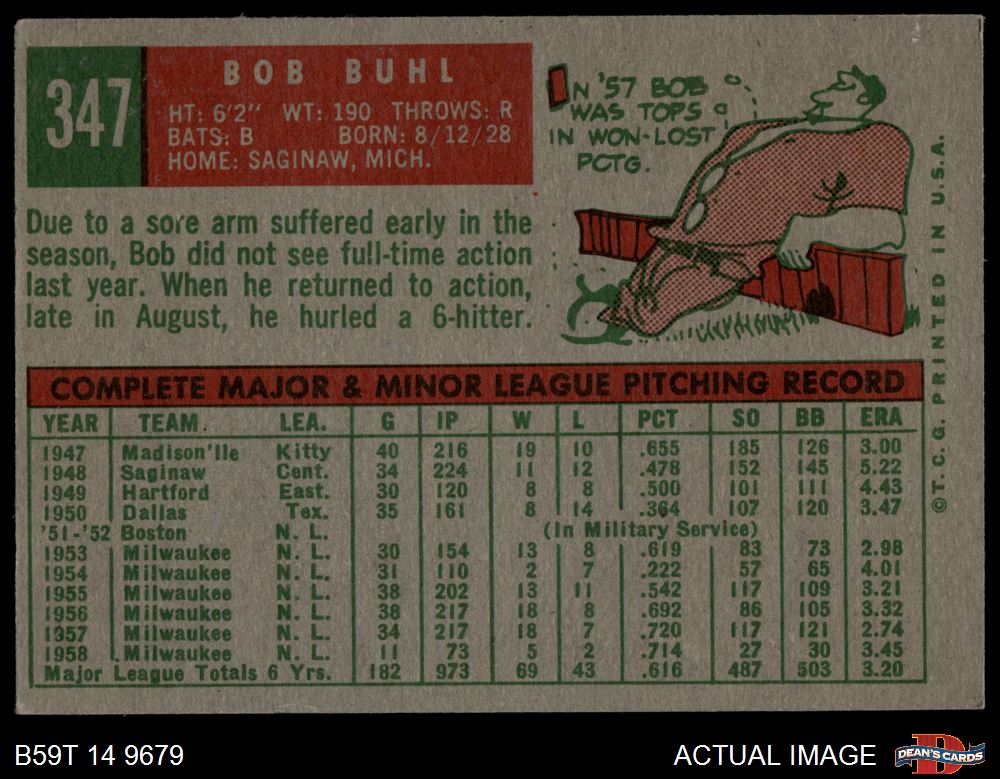 347
BOB BUHL
HT: 6'2" WT: 190 THROWS: R
BATS: B BORN: 8/12/28
HOME: SAGINAW, MICH.
IN '57 BOB
WAS TOPS
IN WON-LOST
PCTG.
Due to a sore arm suffered early in the
season, Bob did not see full-time action
last year. When he returned to action,
late in August, he hurled a 6-hitter.
COMPLETE MAJOR & MINOR LEAGUE PITCHING RECORD
YEAR TEAM LEA. G IP W L PCT SO BB ERA
1947 Madison'lle Kitty 40 216 19 10 .655 185 126 3.00
1948 Saginaw Cent. 34 224 11 12 .478 152 145 5.22
1949 Hartford East. 30 120 8 8 .500 101 111 4.43
1950 Dallas Tex. 35 161 8 14 .364 107 120 3.47
'51-'52 Boston N. L. (In Military Service)
1953 Milwaukee N. L. 30 154 13 8 .619 83 73 2.98
1954 Milwaukee N. L. 31 110 2 7 .222 57 65 4.01
1955 Milwaukee N. L. 38 202 13 11 .542 117 109 3.21
1956 Milwaukee N. L. 38 217 18 8 .692 86 105 3.32
1957 Milwaukee N. L. 34 217 18 7 .720 117 121 2.74
1958 Milwaukee N. L. 11 73 5 2 .714 27 30 3.45
Major League Totals 6 Yrs. 182 973 69 43 .616 487 503 3.20
©T. C. G. PRINTED IN U.S.A.
B59T 14 9679
ACTUAL IMAGE
D
DEAN'S CARDS